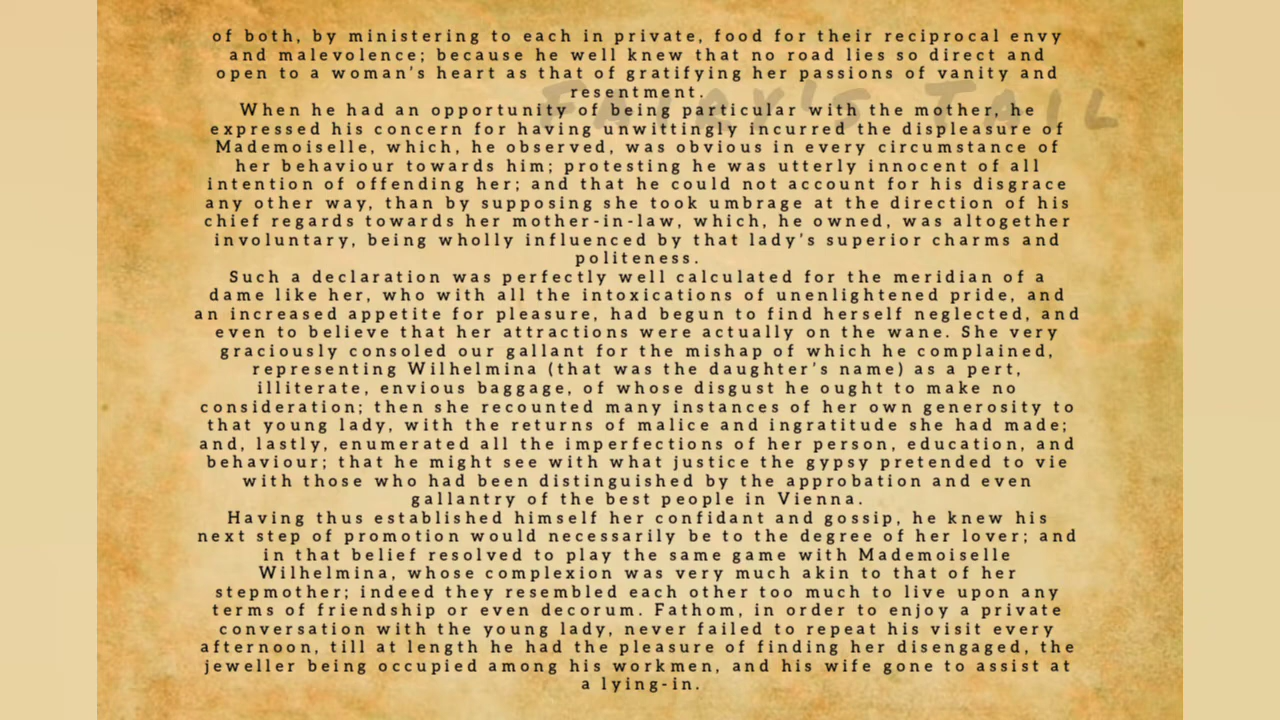 of both, by ministering to each in private, food for their reciprocal envy
and malevolence; because he well knew that no road lies so direct and
open to a woman's heart as that of gratifying her passions of vanity and
resentment.
FAIRY'S TAIL
When he had an opportunity of being particular with the mother, he
expressed his concern for having unwittingly incurred the displeasure of
Mademoiselle, which, he observed, was obvious in every circumstance of
her behaviour towards him; protesting he was utterly innocent of all
intention of offending her; and that he could not account for his disgrace
any other way, than by supposing she took umbrage at the direction of his
chief regards towards her mother-in-law, which, he owned, was altogether
involuntary, being wholly influenced by that lady's superior charms and
politeness.
Such a declaration was perfectly well calculated for the meridian of a
dame like her, who with all the intoxications of unenlightened pride, and
an increased appetite for pleasure, had begun to find herself neglected, and
even to believe that her attractions were actually on the wane. She very
graciously consoled our gallant for the mishap of which he complained,
representing Wilhelmina (that was the daughter's name) as a pert,
illiterate, envious baggage, of whose disgust he ought to make no
consideration; then she recounted many instances of her own generosity to
that young lady, with the returns of malice and ingratitude she had made;
and, lastly, enumerated all the imperfections of her person, education, and
behaviour; that he might see with what justice the gypsy pretended to vie
with those who had been distinguished by the approbation and even
gallantry of the best people in Vienna.
Having thus established himself her confidant and gossip, he knew his
next step of promotion would necessarily be to the degree of her lover; and
in that belief resolved to play the same game with Mademoiselle
Wilhelmina, whose complexion was very much akin to that of her
stepmother; indeed they resembled each other too much to live upon any
terms of friendship or even decorum. Fathom, in order to enjoy a private
conversation with the young lady, never failed to repeat his visit every
afternoon, till at length he had the pleasure of finding her disengaged, the
jeweller being occupied among his workmen, and his wife gone to assist at
a lying-in.